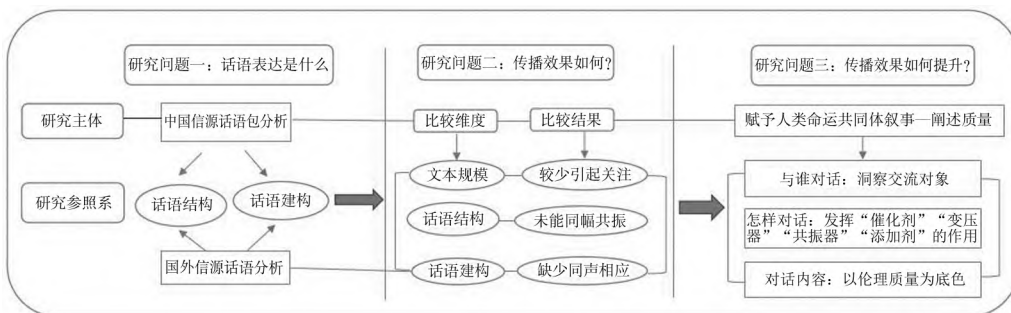 研究问题一：话语表达是什么
研究主体
中国信源话语包分析
研究参照系
话语结构
话语建构
国外信源话语分析
研究问题二：传播效果如何？
比较维度
比较结果
文本规模
较少引起关注
话语结构
未能同幅共振
话语建构
缺少同声相应
研究问题三：传播效果如何提升？
赋予人类命运共同体叙事—阐述质量
与谁对话：洞察交流对象
怎样对话：发挥“催化剂”“变压
器”“共振器”“添加剂”的作用
对话内容：以伦理质量为底色